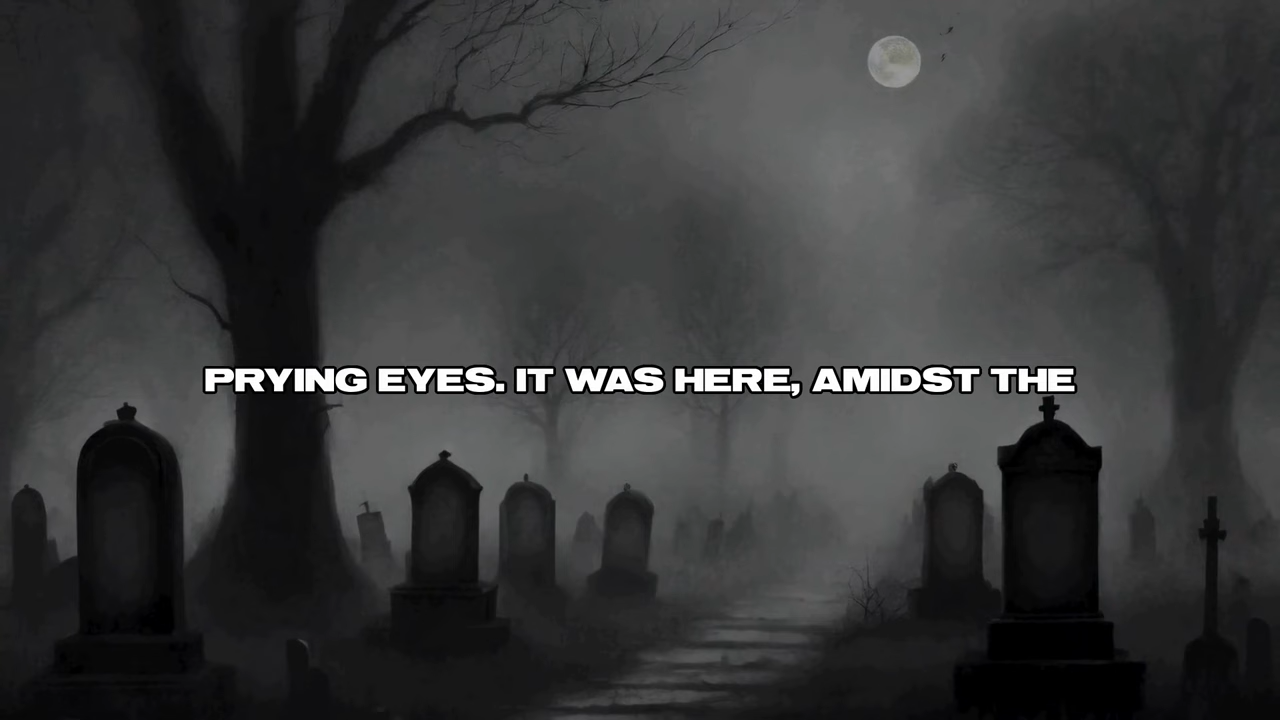 PRYING EYES. IT WAS HERE, AMIDST THE